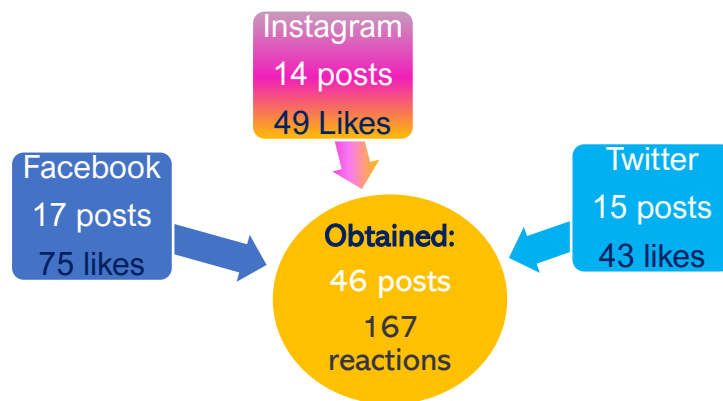 Instagram
14 posts
49 Likes
Facebook
17 posts
75 likes
Twitter
15 posts
43 likes
Obtained:
46 posts
167
reactions